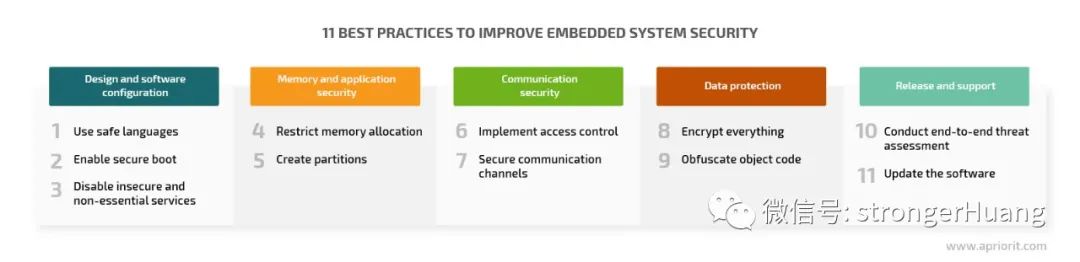 11 BEST PRACTICES TO IMPROVE EMBEDDED SYSTEM SECURITY
Design and software
configuration
1 Use safe languages
2 Enable secure boot
3 Disable insecure and
non-essential services
Memory and application
security
4 Restrict memory allocation
5 Create partitions
Communication
security
6 Implement access control
7 Secure communication
channels
Data protection
8 Encrypt everything
9 Obfuscate object code
Release and support
10 Conduct end-to-end threat
assessment
11 Update the software
微信号: strongerHuang
www.apriorit.com